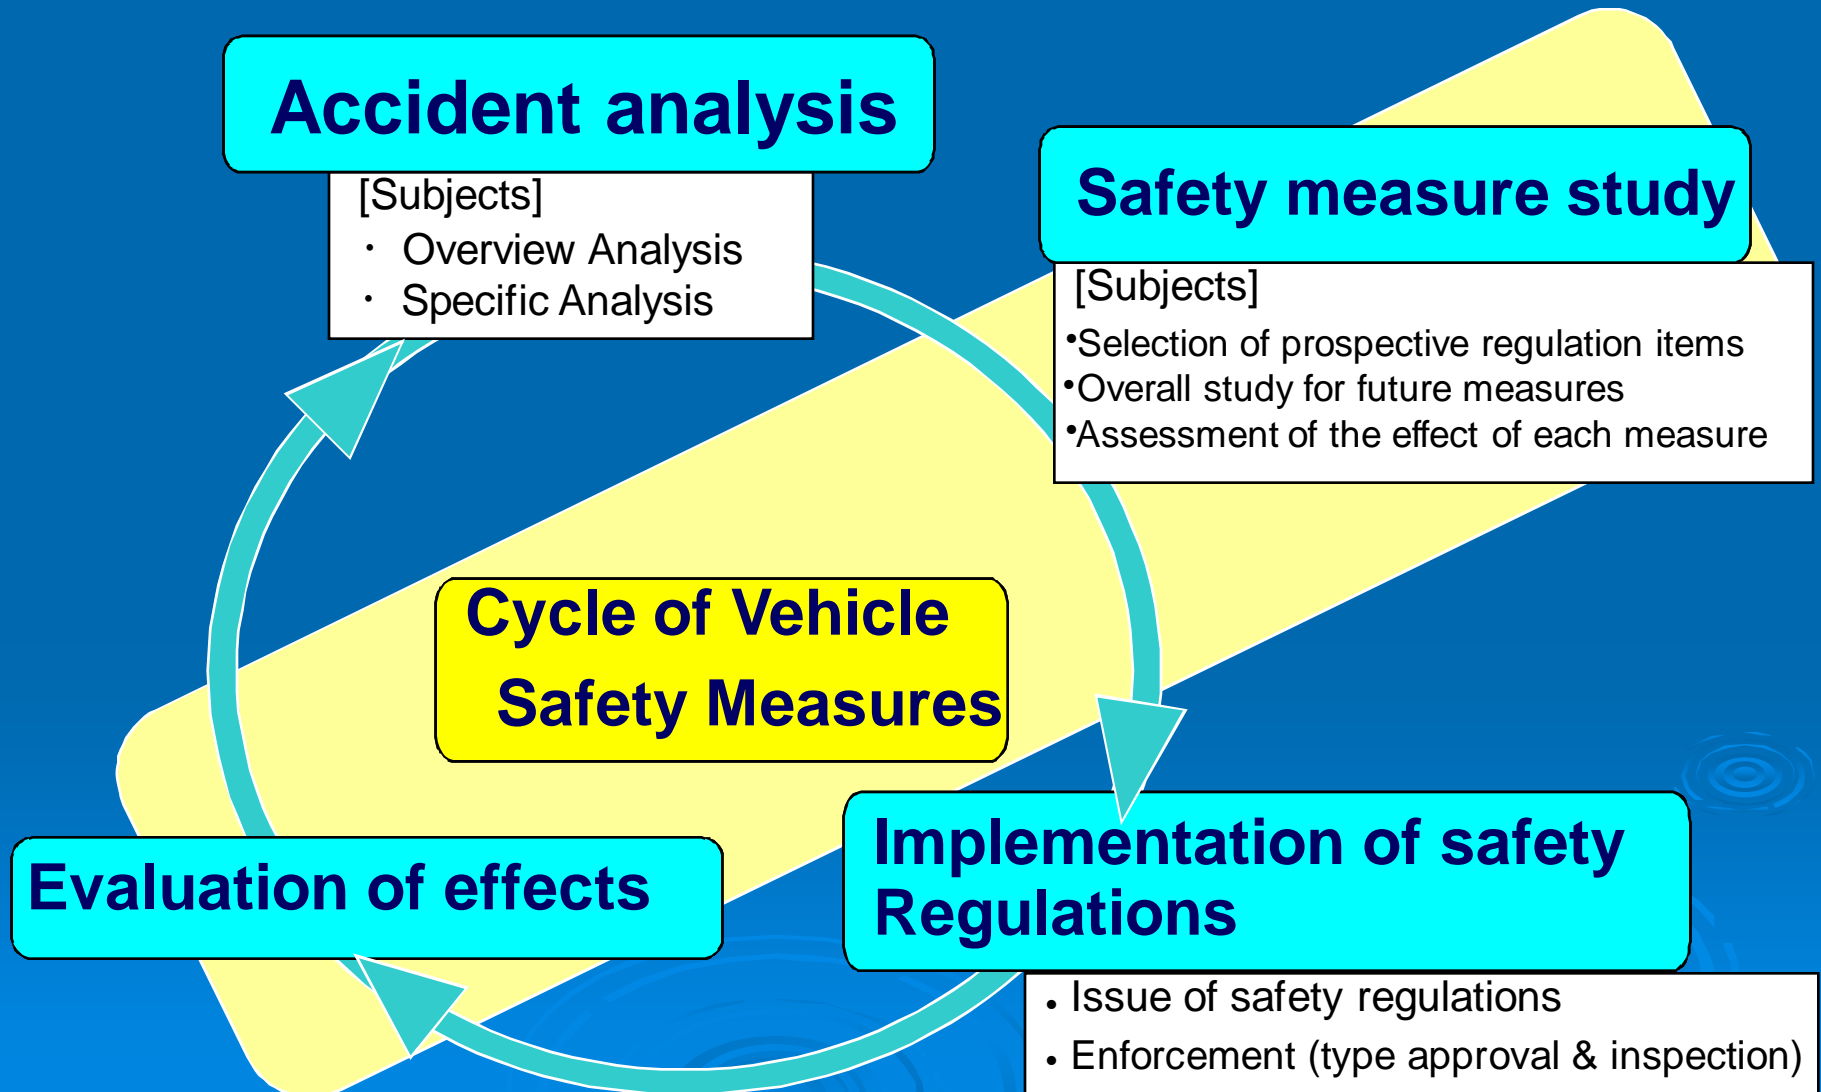 Accident analysis
[Subjects]
・ Overview Analysis
・ Specific Analysis
Safety measure study
[Subjects]
•Selection of prospective regulation items
•Overall study for future measures
•Assessment of the effect of each measure
Cycle of Vehicle
Safety Measures
Implementation of safety
Regulations
• Issue of safety regulations
• Enforcement (type approval & inspection)
Evaluation of effects